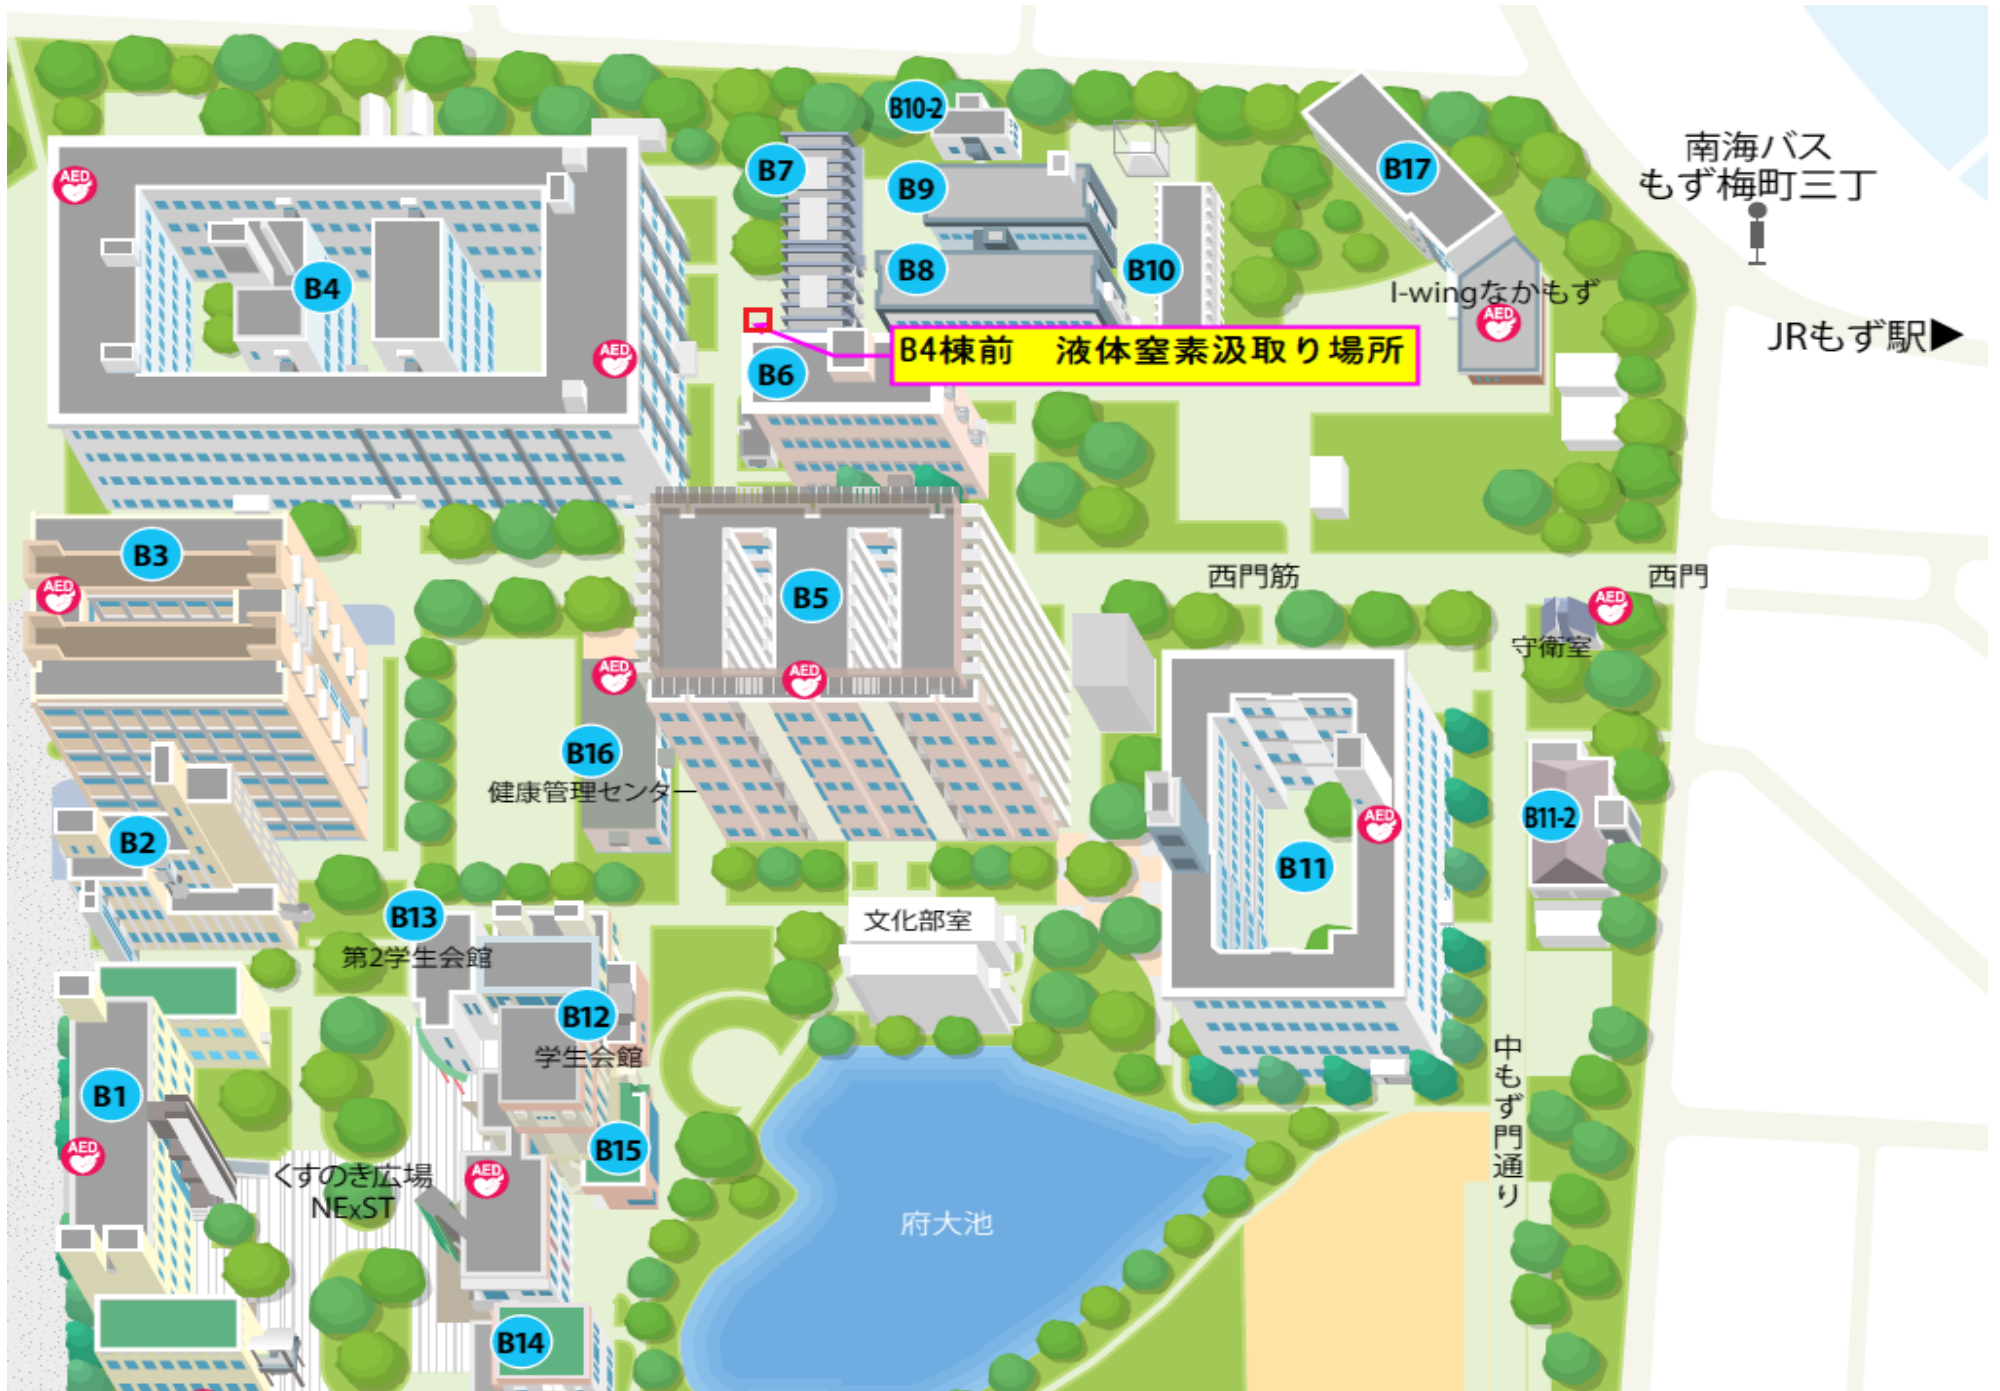 B10-2
南海バス
もず梅町三丁
AED
B7
B9
B17
B4
B8
B10
I-wingなかもず
AED
JRもず駅▶
B4棟前　液体窒素汲取り場所
AED
B6
B3
AED
B5
西門筋
西門
AED
守衛室
AED
AED
B16
健康管理センター
B2
B11-2
AED
B11
B13
第2学生会館
文化部室
B12
学生会館
B1
AED
B15
中もず門通り
くすのき広場
NExST
AED
府大池
B14